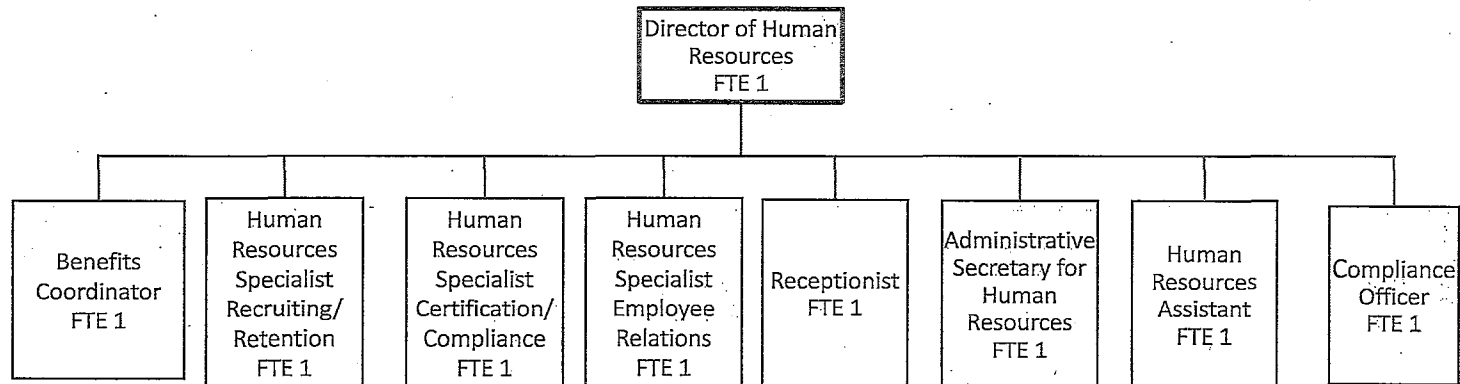 Director of Human
Resources
FTE 1
Benefits
Coordinator
FTE 1
Human
Resources
Specialist
Recruiting/
Retention
FTE 1
Human
Resources
Specialist
Certification/
Compliance
FTE 1
Human
Resources
Specialist
Employee
Relations
FTE 1
Receptionist
FTE 1
Administrative
Secretary for
Human
Resources
FTE 1
Human
Resources
Assistant
FTE 1
Compliance
Officer
FTE 1